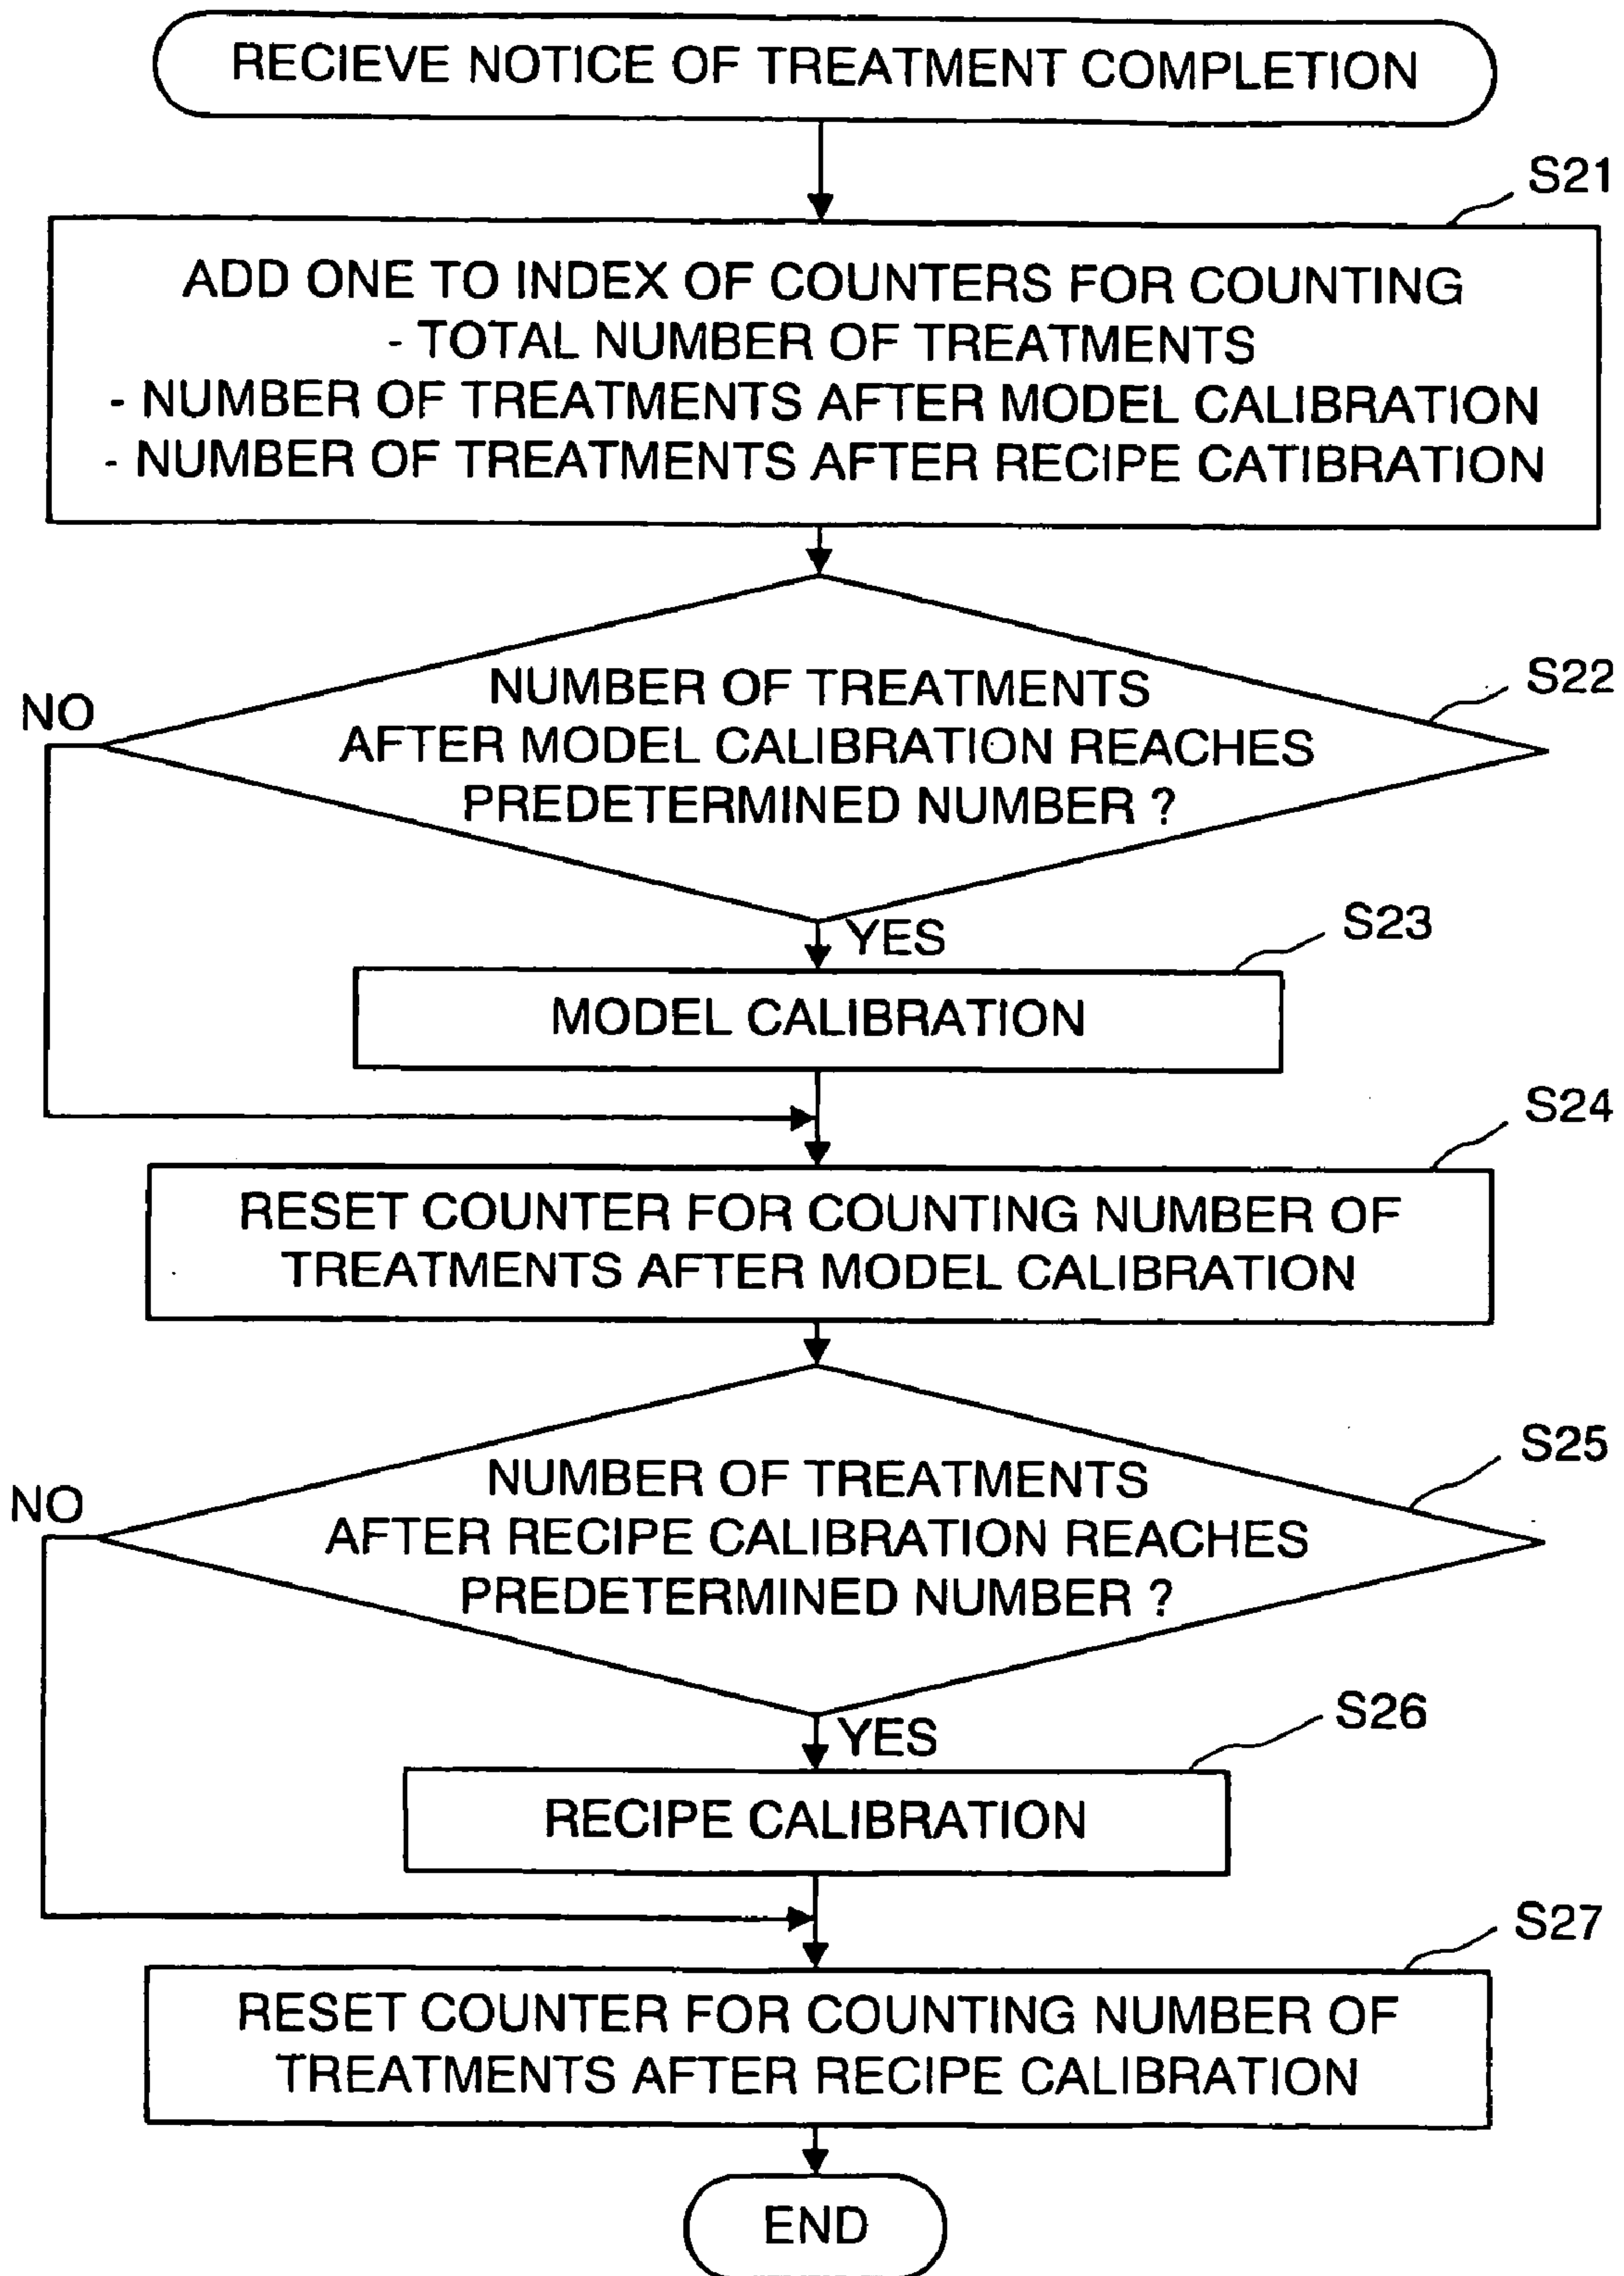 RECIEVE NOTICE OF TREATMENT COMPLETION
S21
ADD ONE TO INDEX OF COUNTERS FOR COUNTING
- TOTAL NUMBER OF TREATMENTS
- NUMBER OF TREATMENTS AFTER MODEL CALIBRATION
- NUMBER OF TREATMENTS AFTER RECIPE CATIBRATION
S22
NO
NUMBER OF TREATMENTS
AFTER MODEL CALIBRATION REACHES
PREDETERMINED NUMBER ?
YES
S23
MODEL CALIBRATION
S24
RESET COUNTER FOR COUNTING NUMBER OF
TREATMENTS AFTER MODEL CALIBRATION
S25
NO
NUMBER OF TREATMENTS
AFTER RECIPE CALIBRATION REACHES
PREDETERMINED NUMBER ?
YES
S26
RECIPE CALIBRATION
S27
RESET COUNTER FOR COUNTING NUMBER OF
TREATMENTS AFTER RECIPE CALIBRATION
END